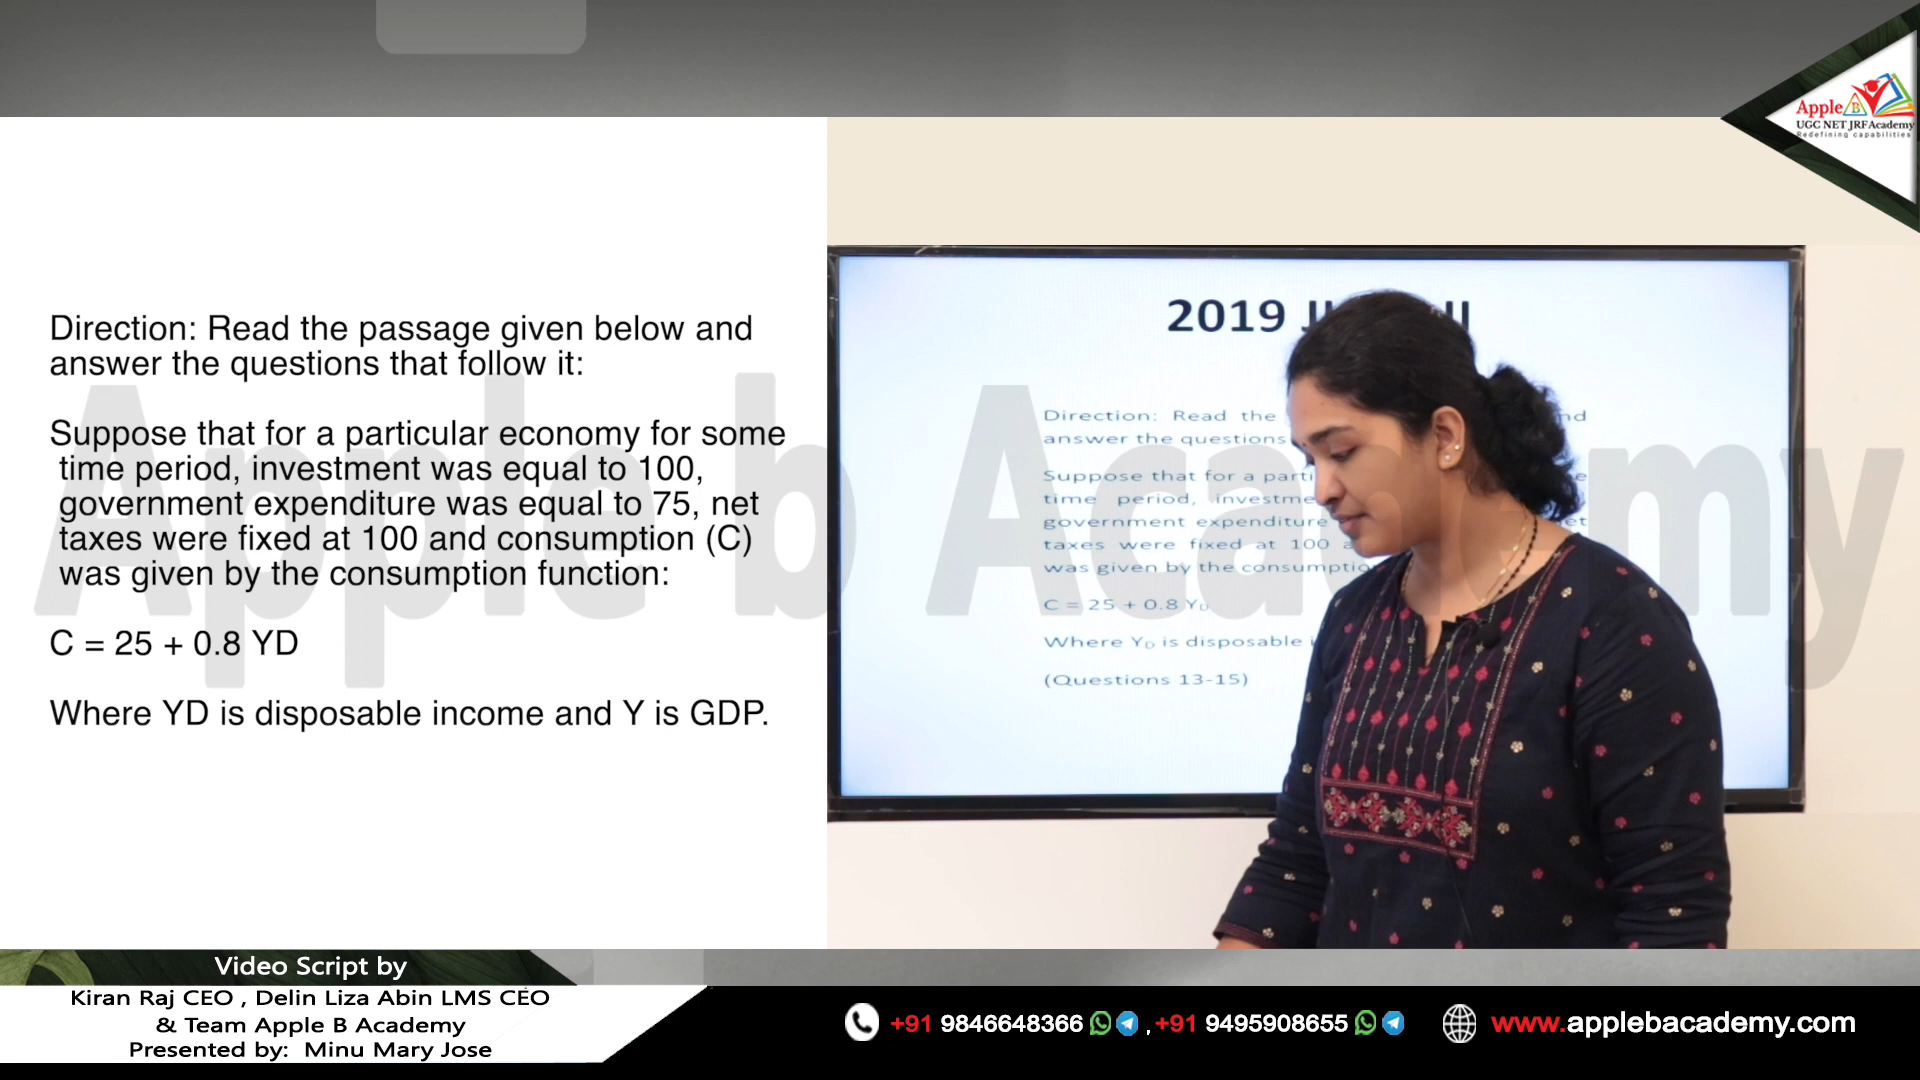 Apple B
UGC NET JRF Academy
Redefining capabilities
Direction: Read the passage given below and
answer the questions that follow it:
Suppose that for a particular economy for some
time period, investment was equal to 100,
government expenditure was equal to 75, net
taxes were fixed at 100 and consumption (C)
was given by the consumption function:
C = 25 + 0.8 YD
Where YD is disposable income and Y is GDP.
Apple b Academy
2019
Direction: Read the
answer the questions
Suppose that for a parti
time period, investme
government expenditure
taxes were fixed at 100
was given by the consumptio
C = 25 + 0.8 YD
Where YD is disposable
(Questions 13-15)
Video Script by
Kiran Raj CEO , Delin Liza Abin LMS CEO
& Team Apple B Academy
Presented by: Minu Mary Jose
+91 9846648366 , +91 9495908655 www.applebacademy.com